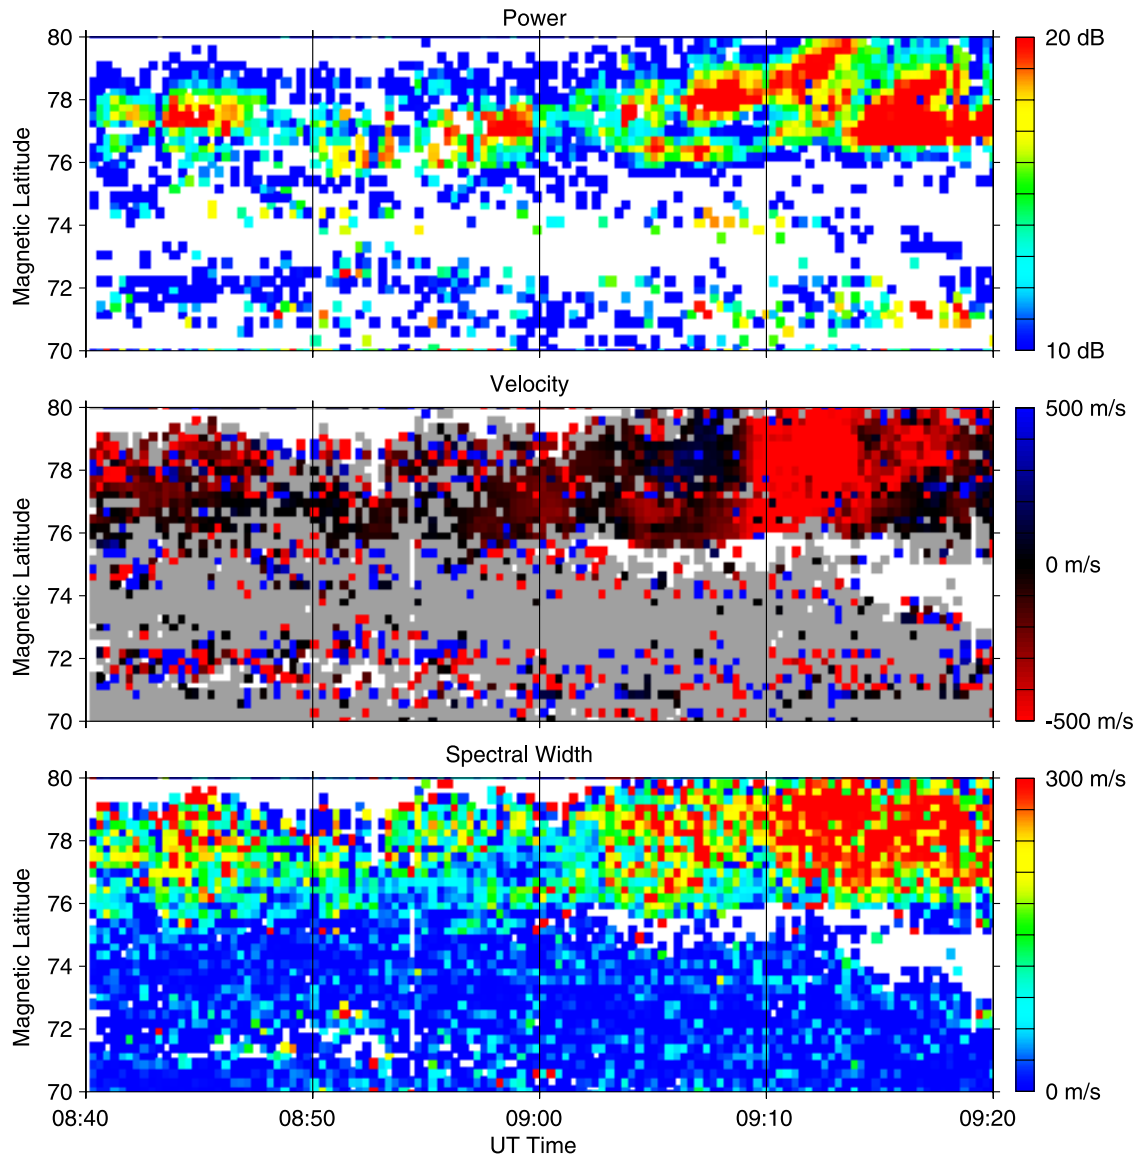 Power
80
78
76
74
72
70
Magnetic Latitude
20 dB
10 dB
Velocity
80
78
76
74
72
70
Magnetic Latitude
500 m/s
0 m/s
-500 m/s
Spectral Width
80
78
76
74
72
70
Magnetic Latitude
300 m/s
0 m/s
08:40 08:50 09:00 09:10 09:20
UT Time